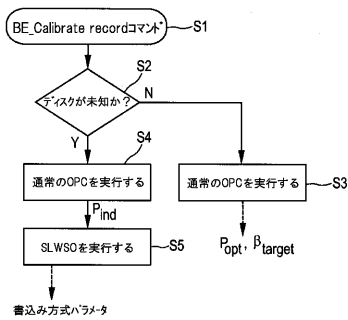 BE_Calibrate recordコマンド
S1
S2
ディスクが未知か?
N
Y
S4
通常のOPCを実行する
通常のOPCを実行する
S3
Pind
Popt, βtarget
SLWSOを実行する
S5
書込み方式パラメータ